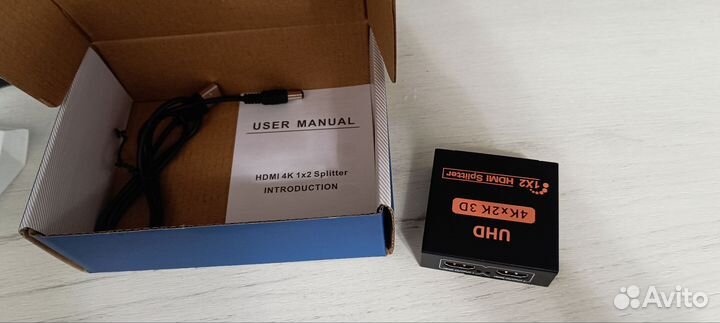 USER MANUAL
HDMI 4K 1x2 Splitter
INTRODUCTION
1X2 HDMI Splitter
4Kx2K 3D
UHD
Avito